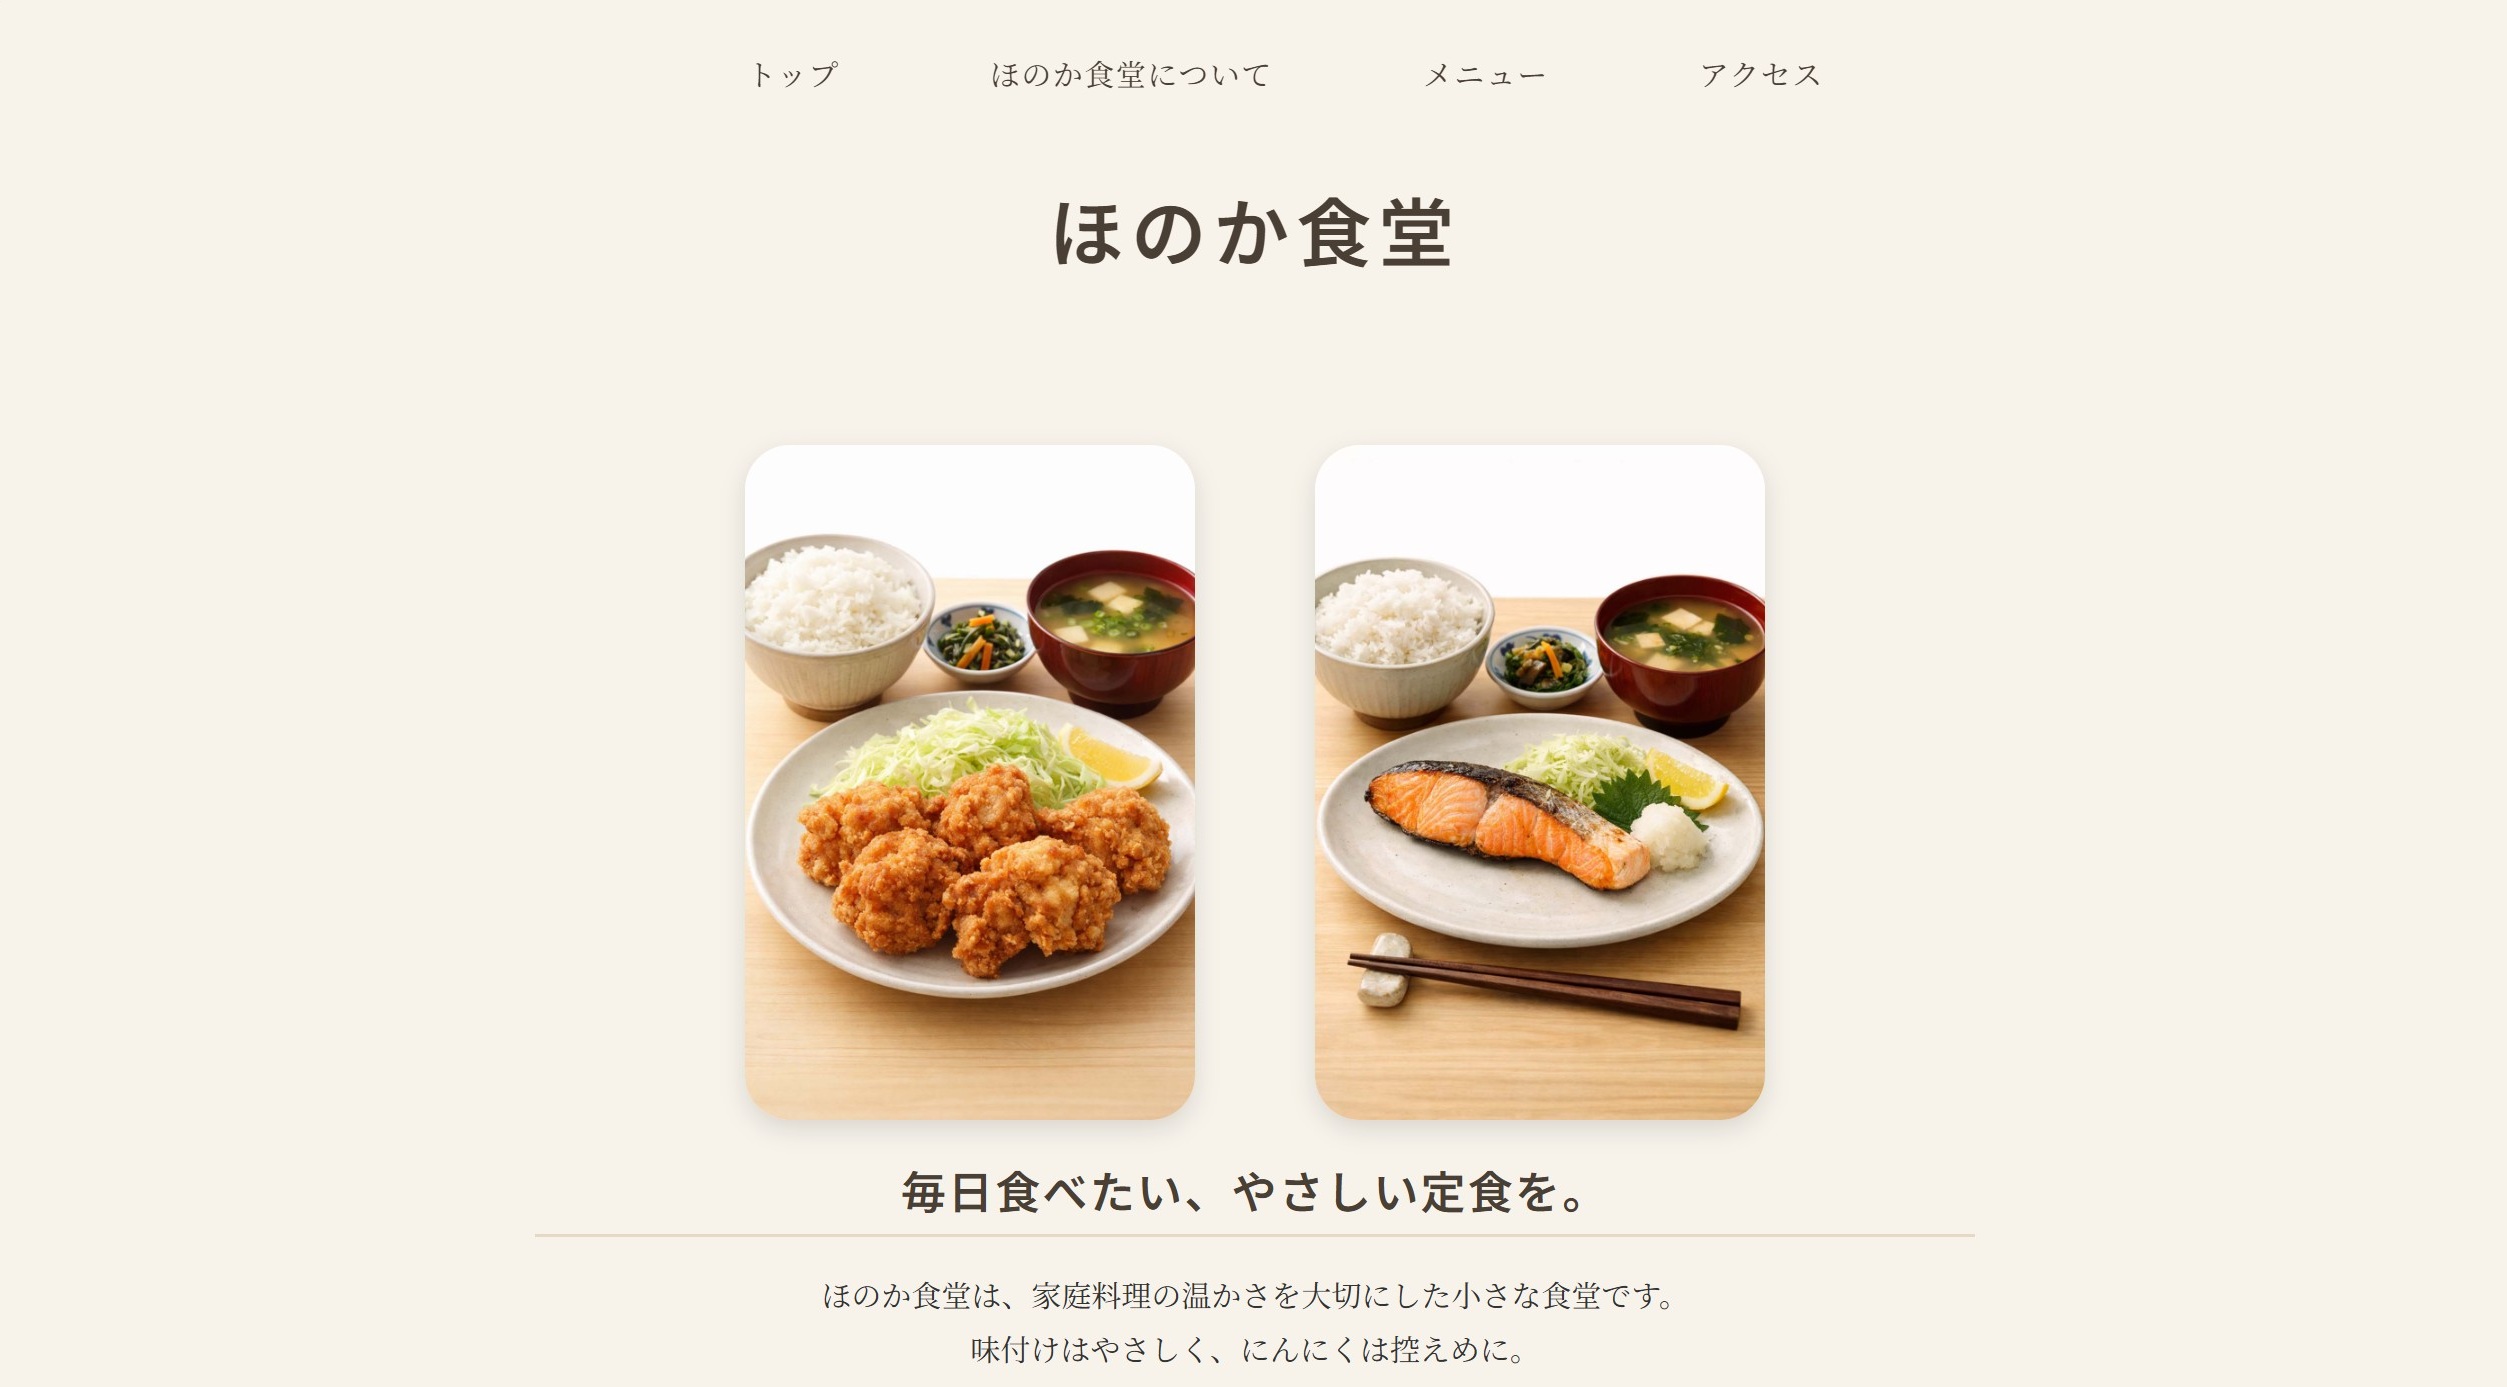 トップ
ほのか食堂について
メニュー
アクセス
ほのか食堂
毎日食べたい、やさしい定食を。
ほのか食堂は、家庭料理の温かさを大切にした小さな食堂です。
味付けはやさしく、にんにくは控えめに。